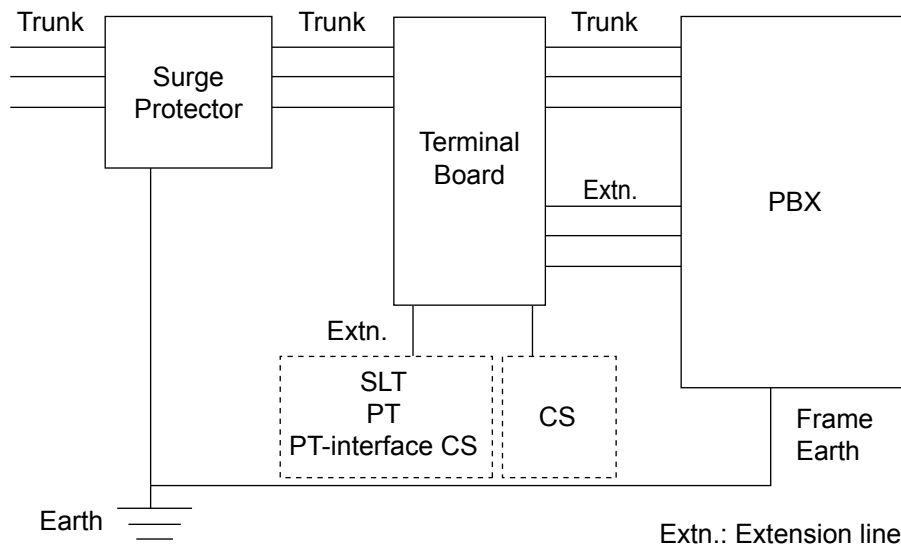 Trunk
Trunk
Trunk
Surge
Protector
Terminal
Board
Extn.
PBX
Extn.
SLT
PT
PT-interface CS
CS
Frame
Earth
Earth
Extn.: Extension line